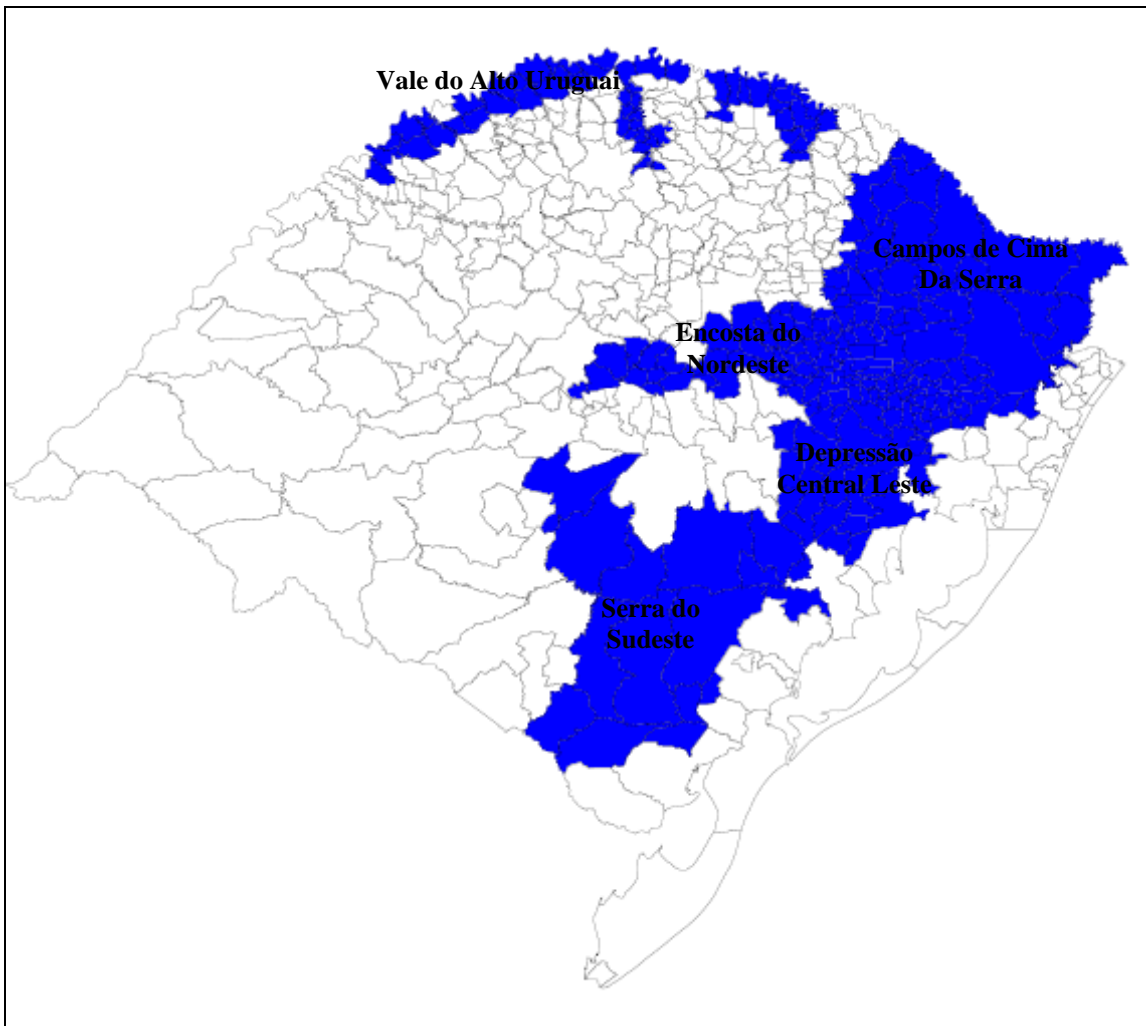 Vale do Alto Uruguai
Campos de Cima
Da Serra
Encosta do
Nordeste
Depressão
Central Leste
Serra do
Sudeste